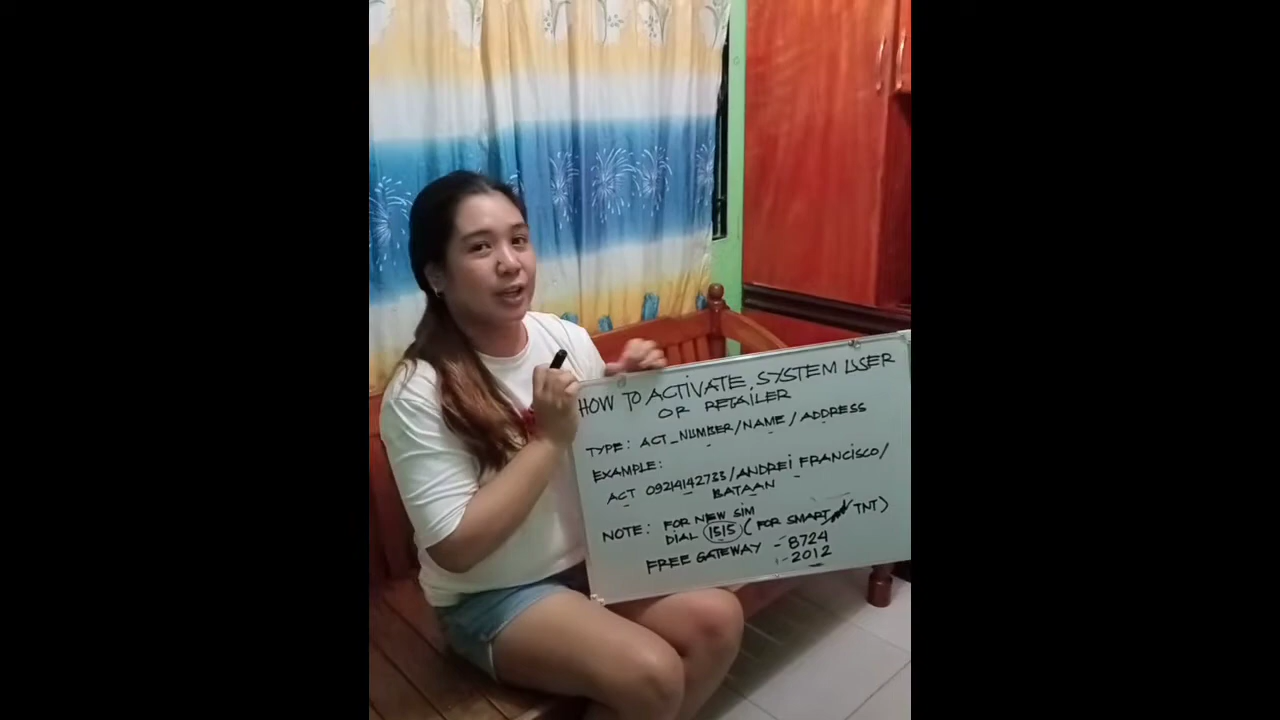 HOW TO ACTIVATE SYSTEM USER
OR RETAILER
TYPE: ACT_NUMBER/NAME/ADDRESS
EXAMPLE:
ACT 09214142733/ANDREI FRANCISCO/
BATAAN
NOTE: FOR NEW SIM
DIAL 1515 (FOR SMART TNT)
FREE GATEWAY - 8724
- 2012